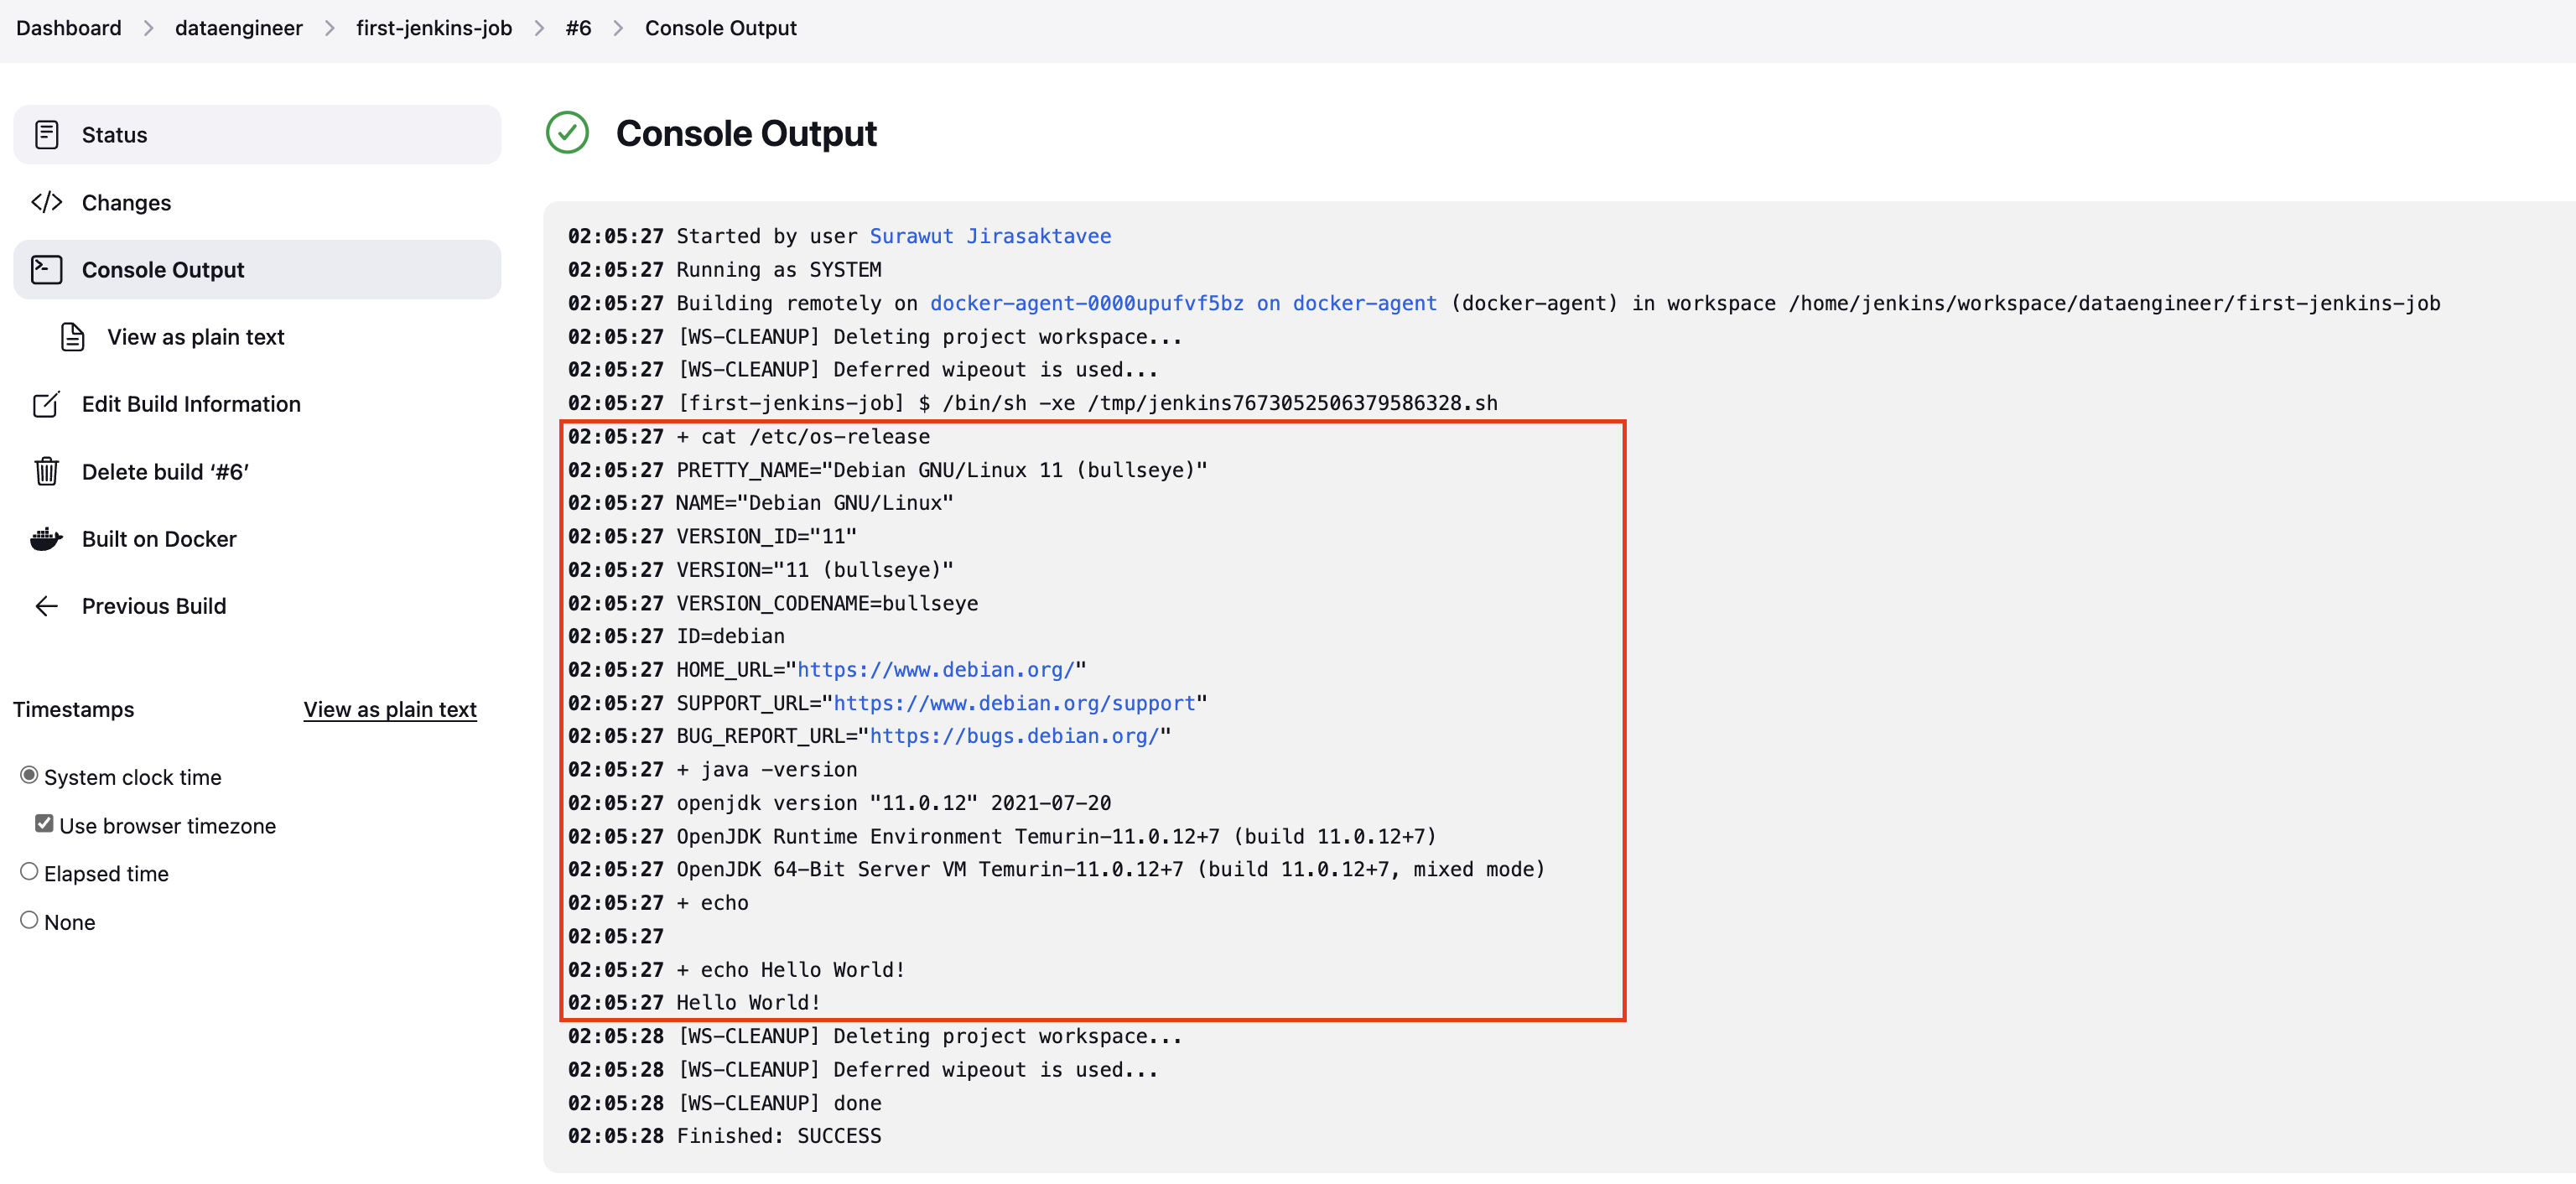 Dashboard > dataengineer > first-jenkins-job > #6 > Console Output
Status
Changes
Console Output
View as plain text
Edit Build Information
Delete build ‘#6’
Built on Docker
Previous Build
Timestamps View as plain text
System clock time
Use browser timezone
Elapsed time
None
Console Output
02:05:27 Started by user Surawut Jirasaktavee
02:05:27 Running as SYSTEM
02:05:27 Building remotely on docker-agent-0000upufvf5bz on docker-agent (docker-agent) in workspace /home/jenkins/workspace/dataengineer/first-jenkins-job
02:05:27 [WS-CLEANUP] Deleting project workspace...
02:05:27 [WS-CLEANUP] Deferred wipeout is used...
02:05:27 [first-jenkins-job] $ /bin/sh -xe /tmp/jenkins7673052506379586328.sh
02:05:27 + cat /etc/os-release
02:05:27 PRETTY_NAME="Debian GNU/Linux 11 (bullseye)"
02:05:27 NAME="Debian GNU/Linux"
02:05:27 VERSION_ID="11"
02:05:27 VERSION="11 (bullseye)"
02:05:27 VERSION_CODENAME=bullseye
02:05:27 ID=debian
02:05:27 HOME_URL="https://www.debian.org/"
02:05:27 SUPPORT_URL="https://www.debian.org/support"
02:05:27 BUG_REPORT_URL="https://bugs.debian.org/"
02:05:27 + java -version
02:05:27 openjdk version "11.0.12" 2021-07-20
02:05:27 OpenJDK Runtime Environment Temurin-11.0.12+7 (build 11.0.12+7)
02:05:27 OpenJDK 64-Bit Server VM Temurin-11.0.12+7 (build 11.0.12+7, mixed mode)
02:05:27 + echo
02:05:27
02:05:27 + echo Hello World!
02:05:27 Hello World!
02:05:28 [WS-CLEANUP] Deleting project workspace...
02:05:28 [WS-CLEANUP] Deferred wipeout is used...
02:05:28 [WS-CLEANUP] done
02:05:28 Finished: SUCCESS